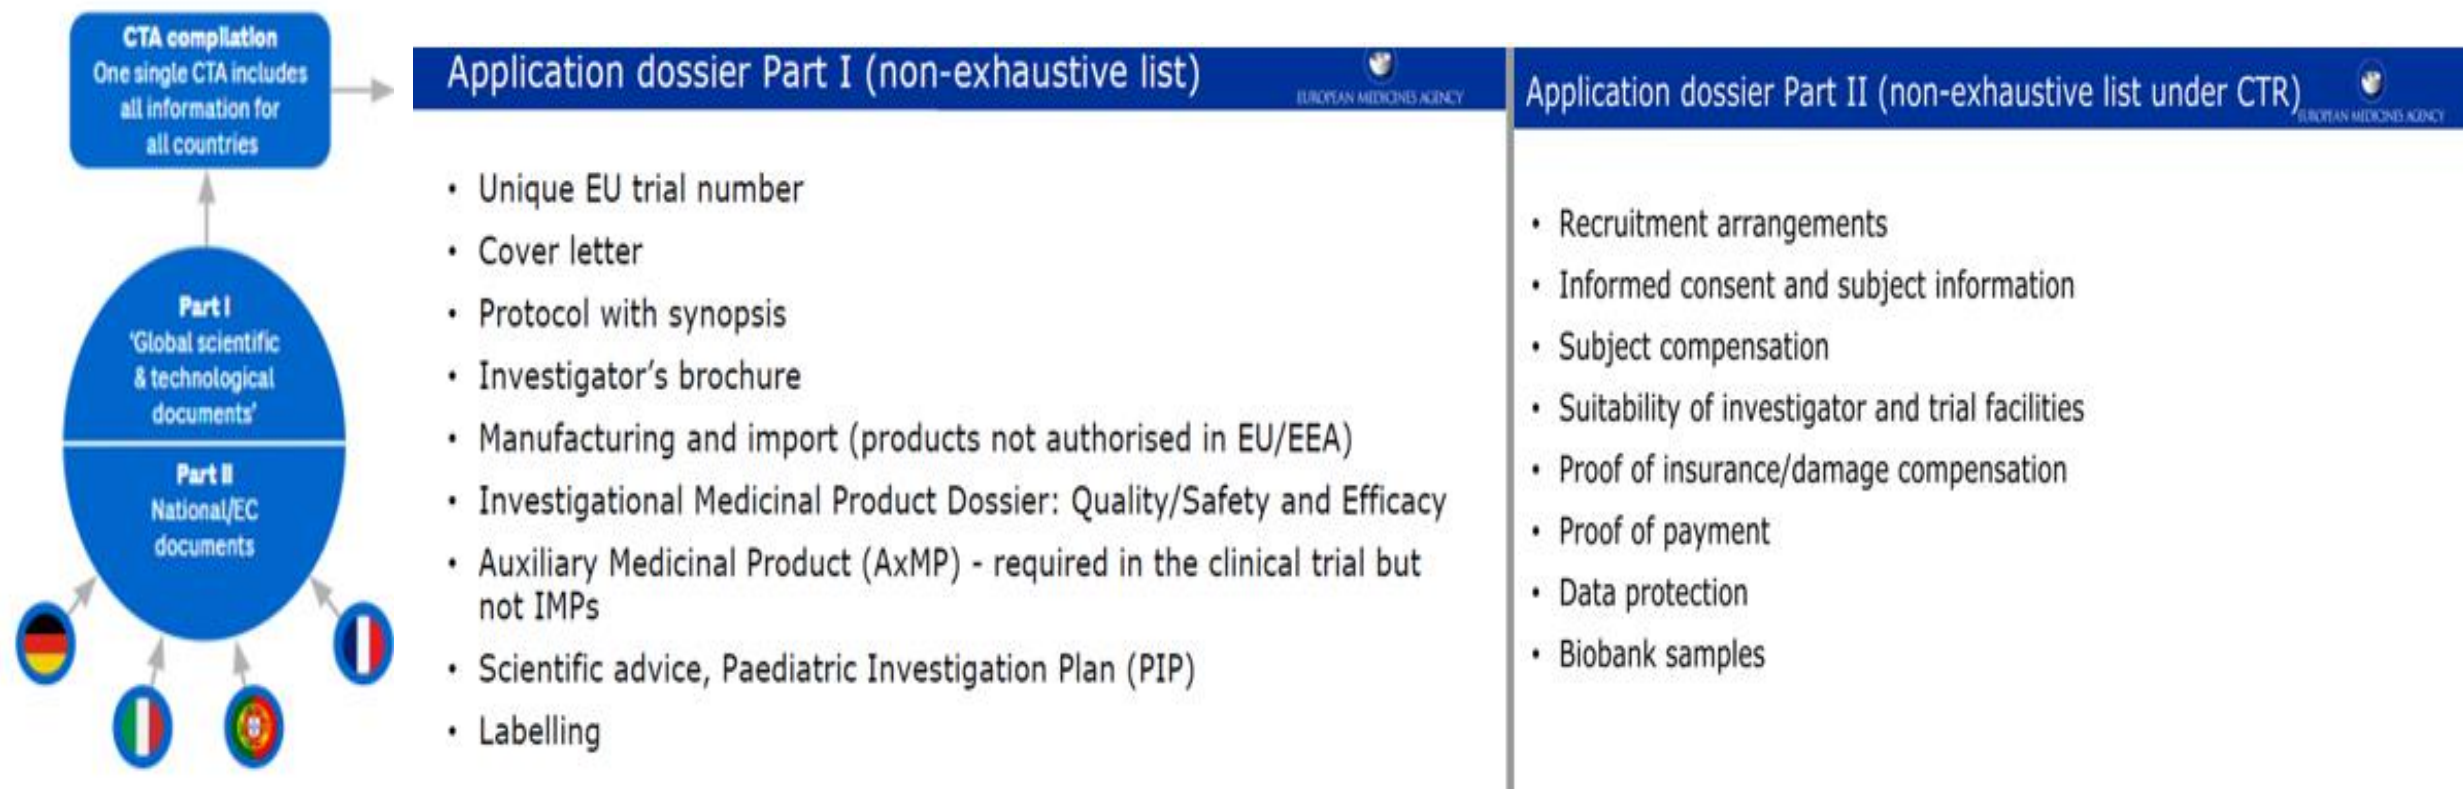 CTA compilation
One single CTA includes
all information for
all countries
Part I
'Global scientific
& technological
documents'
Part II
National/EC
documents
Application dossier Part I (non-exhaustive list)
EUROPEAN MEDICINES AGENCY
• Unique EU trial number
• Cover letter
• Protocol with synopsis
• Investigator's brochure
• Manufacturing and import (products not authorised in EU/EEA)
• Investigational Medicinal Product Dossier: Quality/Safety and Efficacy
• Auxiliary Medicinal Product (AxMP) - required in the clinical trial but
not IMPs
• Scientific advice, Paediatric Investigation Plan (PIP)
• Labelling
Application dossier Part II (non-exhaustive list under CTR)
EUROPEAN MEDICINES AGENCY
• Recruitment arrangements
• Informed consent and subject information
• Subject compensation
• Suitability of investigator and trial facilities
• Proof of insurance/damage compensation
• Proof of payment
• Data protection
• Biobank samples